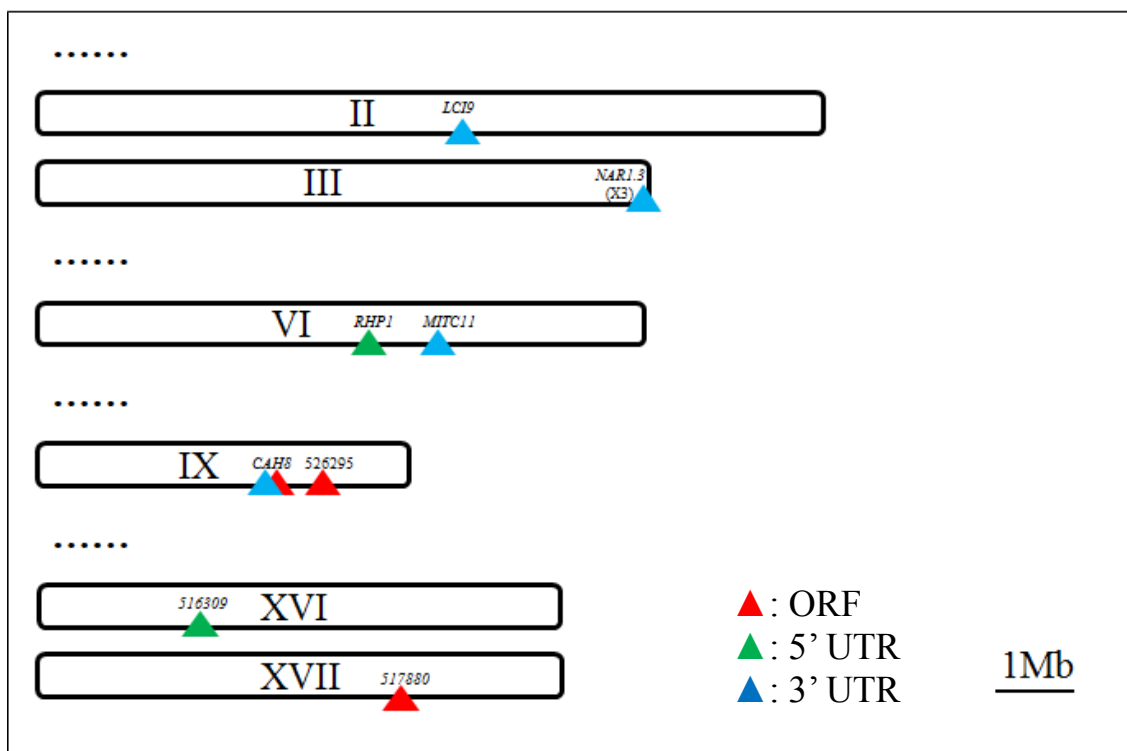 ......
LCI9
II
NAR1.3
III
(X3)
......
RHP1 MITC11
VI
......
CAH8 526295
IX
......
516309
XVI
▲: ORF
▲: 5' UTR
517880
XVII
1Mb
▲: 3' UTR